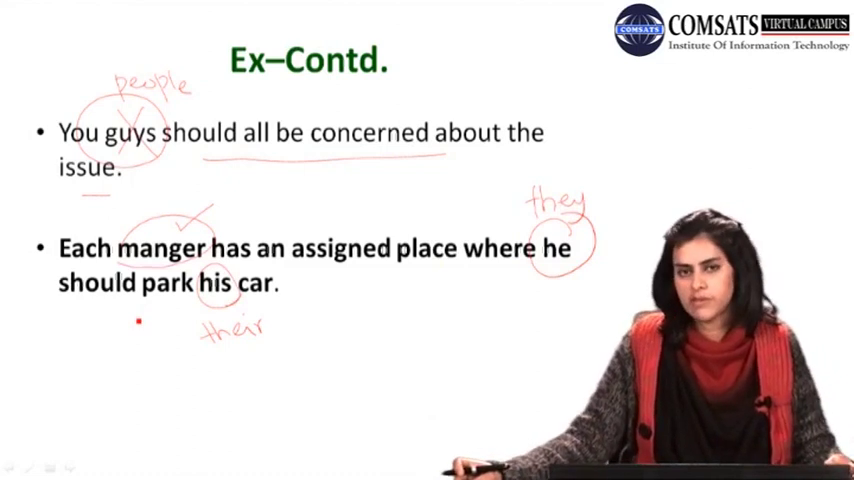 COMSATS VIRTUAL CAMPUS
COMSATS
Institute Of Information Technology
Ex–Contd.
people
• You guys should all be concerned about the
issue.
they
• Each manger has an assigned place where he
should park his car.
their